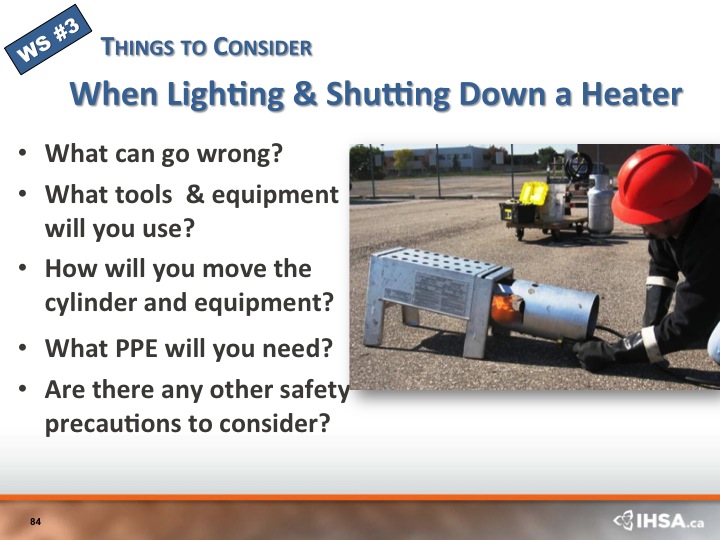 WS #3
THINGS TO CONSIDER
When Lighting & Shutting Down a Heater
• What can go wrong?
• What tools & equipment
will you use?
• How will you move the
cylinder and equipment?
• What PPE will you need?
• Are there any other safety
precautions to consider?
84
IHSA.ca